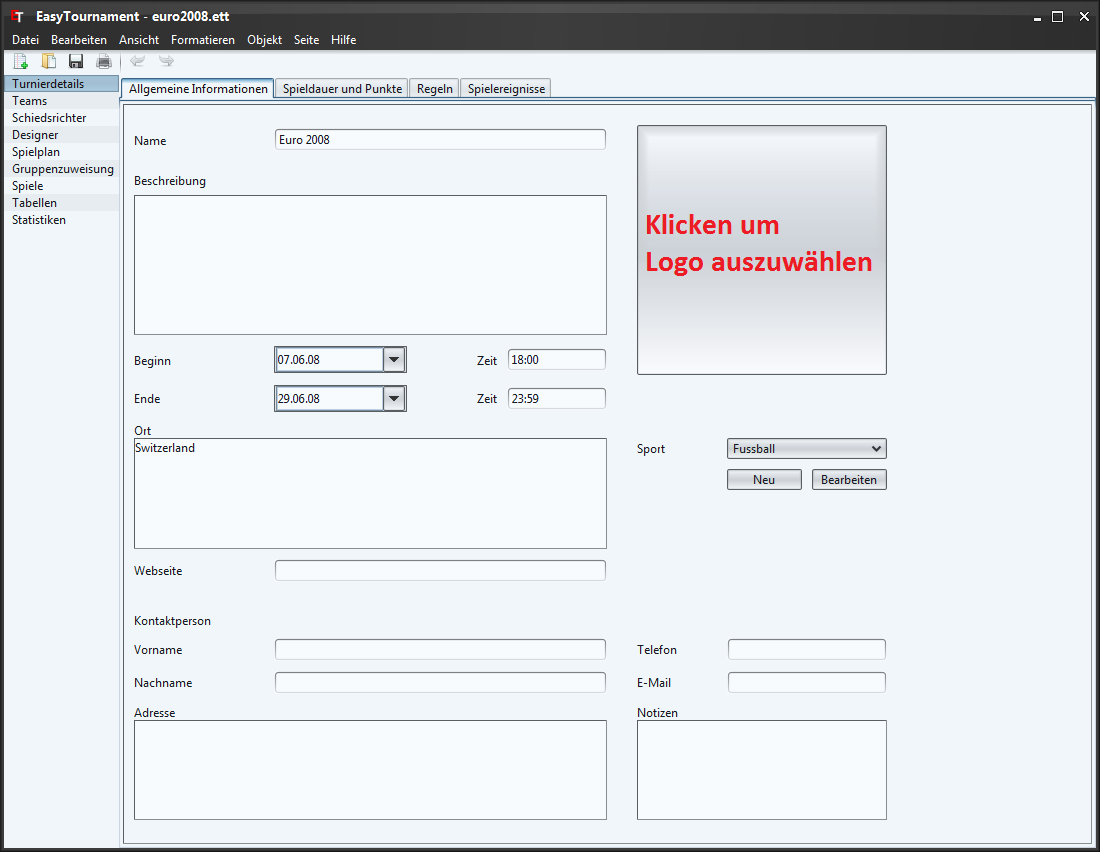 ET EasyTournament - euro2008.ett
Datei Bearbeiten Ansicht Formatieren Objekt Seite Hilfe
Turnierdetails
Teams
Schiedsrichter
Designer
Spielplan
Gruppenzuweisung
Spiele
Tabellen
Statistiken
Allgemeine Informationen Spieldauer und Punkte Regeln Spielereignisse
Name Euro 2008
Beschreibung
Klicken um
Logo auszuwählen
Beginn 07.06.08 Zeit 18:00
Ende 29.06.08 Zeit 23:59
Ort
Switzerland
Sport Fussball
Neu Bearbeiten
Webseite
Kontaktperson
Vorname Telefon
Nachname E-Mail
Adresse Notizen